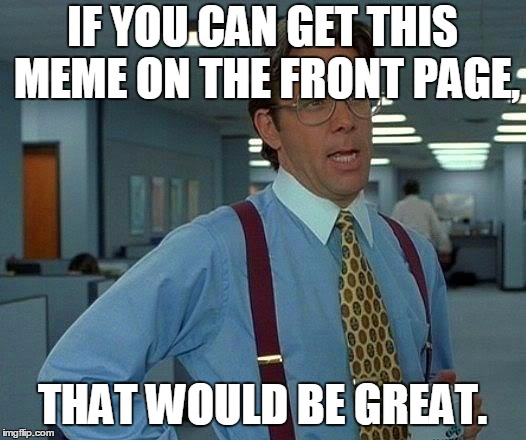 IF YOU CAN GET THIS
MEME ON THE FRONT PAGE,
THAT WOULD BE GREAT.
imgflip.com